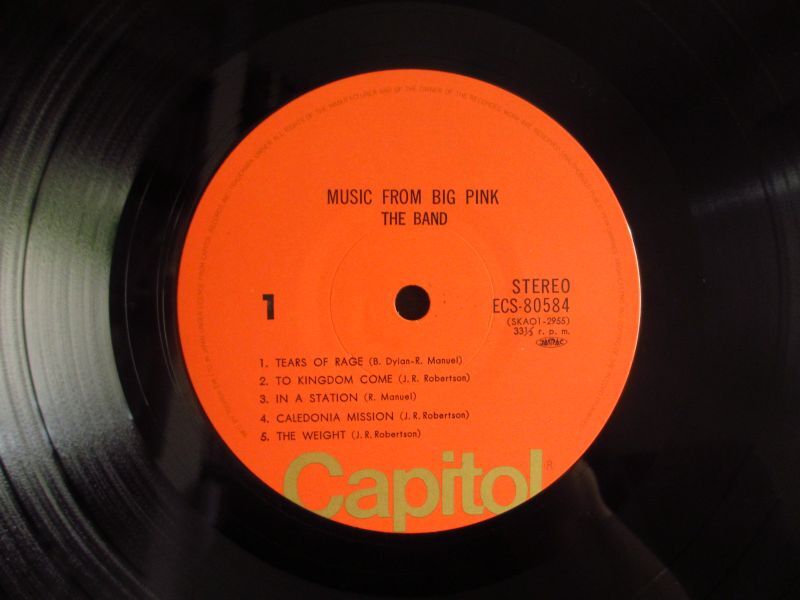 MUSIC FROM BIG PINK
THE BAND
1
STEREO
ECS-80584
(SKAO1-2955)
33⅓ r. p. m.
JASRAC
1. TEARS OF RAGE (B. Dylan-R. Manuel)
2. TO KINGDOM COME (J. R. Robertson)
3. IN A STATION (R. Manuel)
4. CALEDONIA MISSION (J. R. Robertson)
5. THE WEIGHT (J. R. Robertson)
Capitol
R